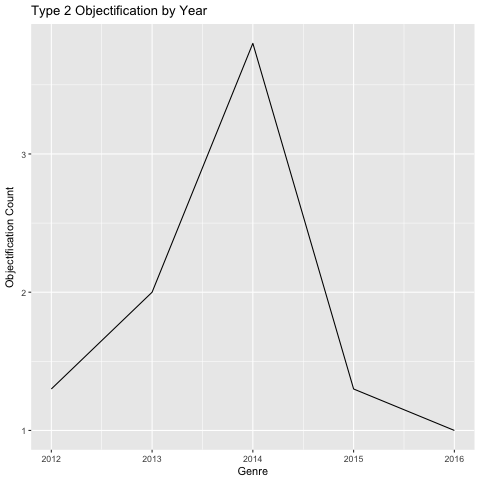 Type 2 Objectification by Year
Objectification Count
3
2
1
2012 2013 2014 2015 2016
Genre